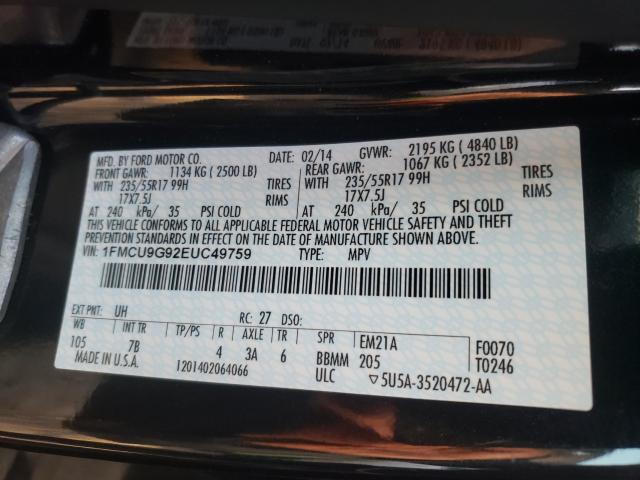 MFD. BY FORD MOTOR CO. 02/14 GVWR: 2195 KG ( 4840 LB)
FRONT GAWR: 1134 KG ( 2500 LB) REAR GAWR: 1067 KG ( 2352 LB)
WITH 235/55R17 99H TIRES WITH 235/55R17 99H TIRES
17X7.5J RIMS 17X7.5J RIMS
AT 240 kPa/ 35 PSI COLD AT 240 kPa/ 35 PSI COLD
THIS VEHICLE CONFORMS TO ALL APPLICABLE FEDERAL MOTOR VEHICLE SAFETY AND THEFT
PREVENTION STANDARDS IN EFFECT ON THE DATE OF MANUFACTURE SHOWN ABOVE.
VIN: 1FMCU9G92EUC49759 TYPE: MPV
EXT PNT: UH RC: 27 DSO:
WB INT TR TP/PS R AXLE TR SPR EM21A F0070
105 7B 4 3A 6 BBMM 205 T0246
MADE IN U.S.A. 1201402064066 ULC 5U5A-3520472-AA